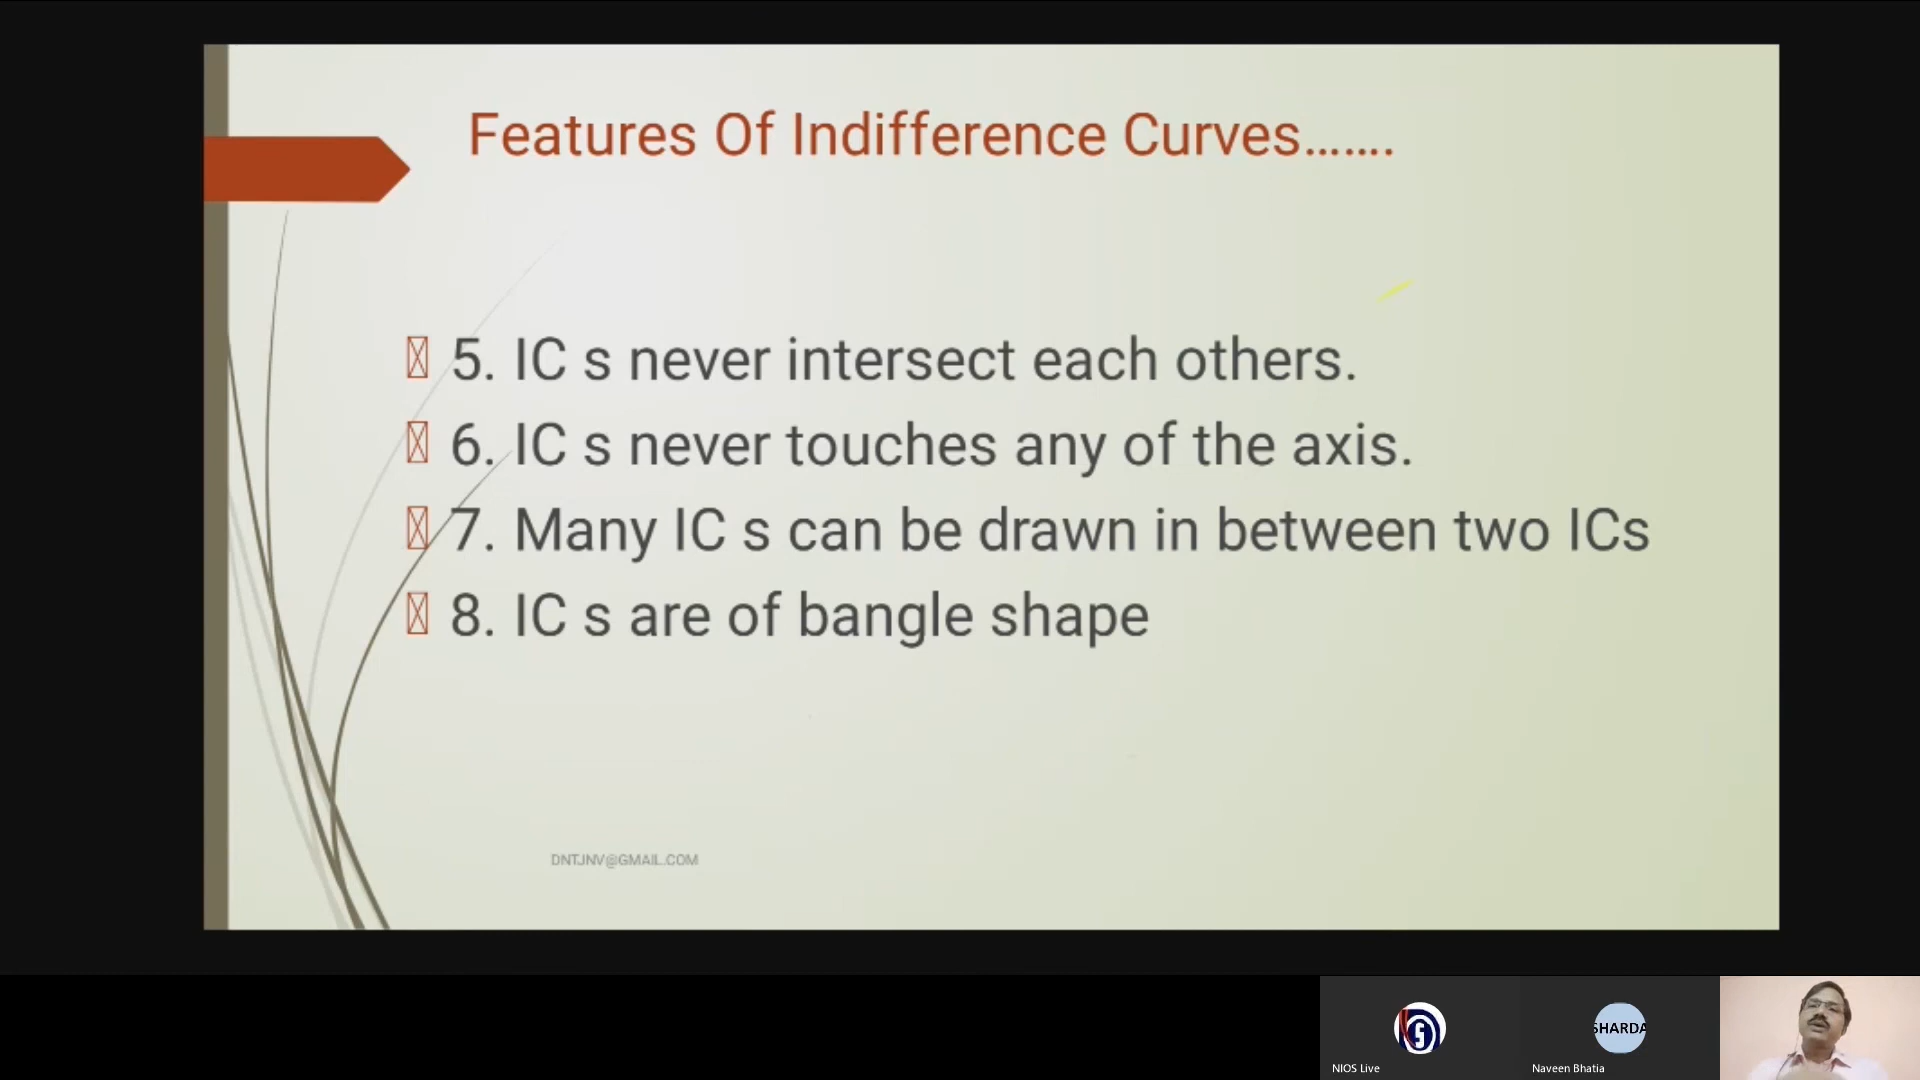 Features Of Indifference Curves…….
5. IC s never intersect each others.
6. IC s never touches any of the axis.
7. Many IC s can be drawn in between two ICs
8. IC s are of bangle shape
DNTJNV@GMAIL.COM
SHARDA
NIOS Live
Naveen Bhatia